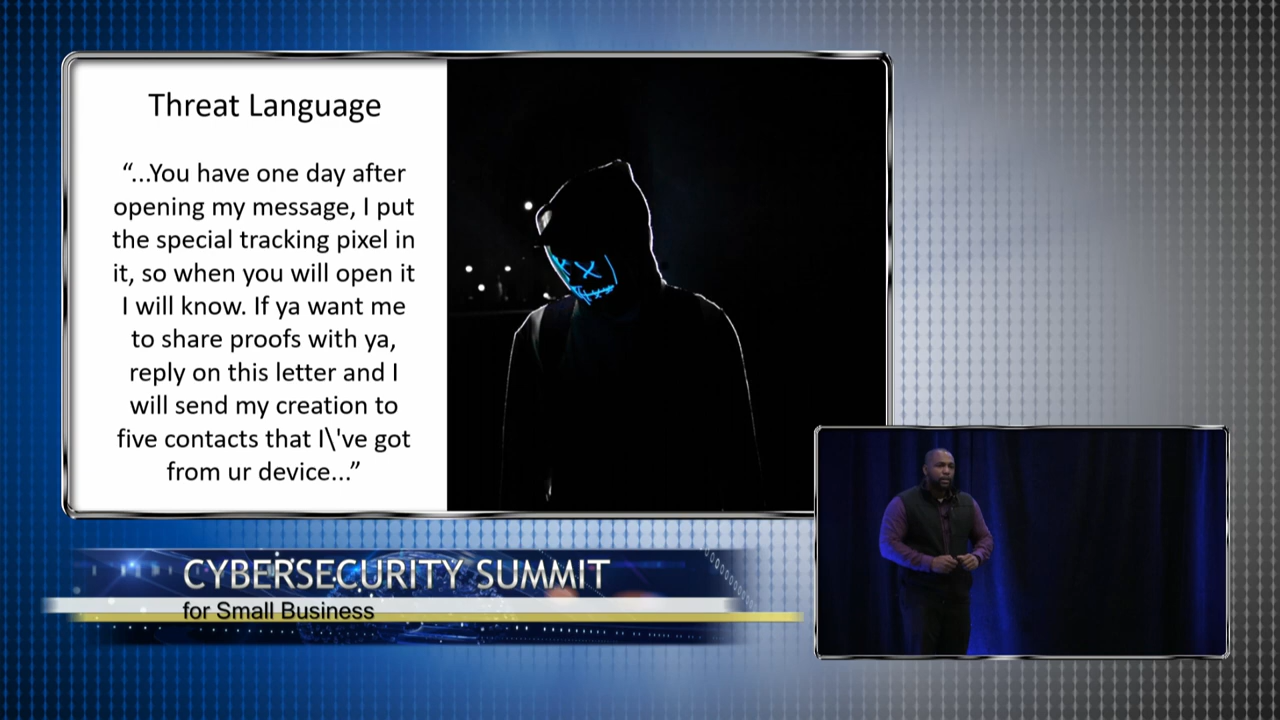 Threat Language
“...You have one day after
opening my message, I put
the special tracking pixel in
it, so when you will open it
I will know. If ya want me
to share proofs with ya,
reply on this letter and I
will send my creation to
five contacts that I\'ve got
from ur device...”
CYBERSECURITY SUMMIT
for Small Business